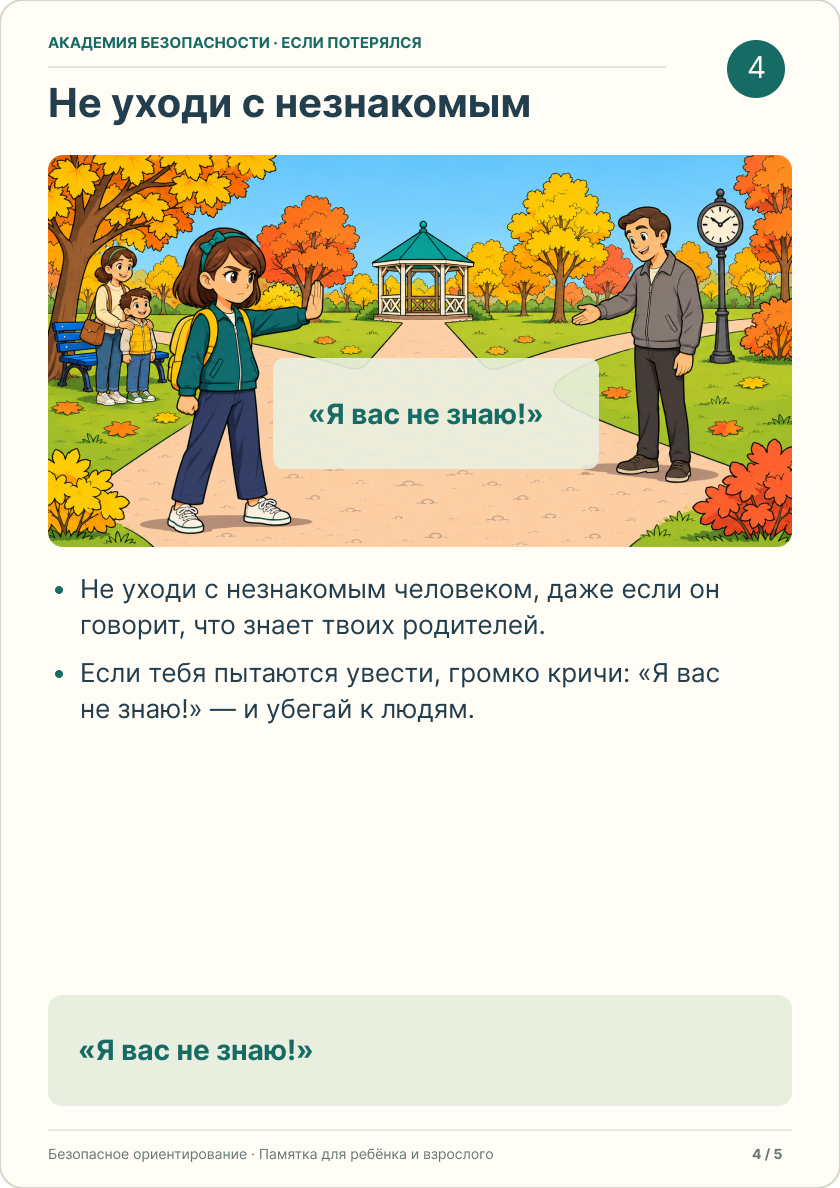 АКАДЕМИЯ БЕЗОПАСНОСТИ · ЕСЛИ ПОТЕРЯЛСЯ
4
Не уходи с незнакомым
«Я вас не знаю!»
• Не уходи с незнакомым человеком, даже если он
говорит, что знает твоих родителей.
• Если тебя пытаются увести, громко кричи: «Я вас
не знаю!» — и убегай к людям.
«Я вас не знаю!»
Безопасное ориентирование · Памятка для ребёнка и взрослого
4 / 5